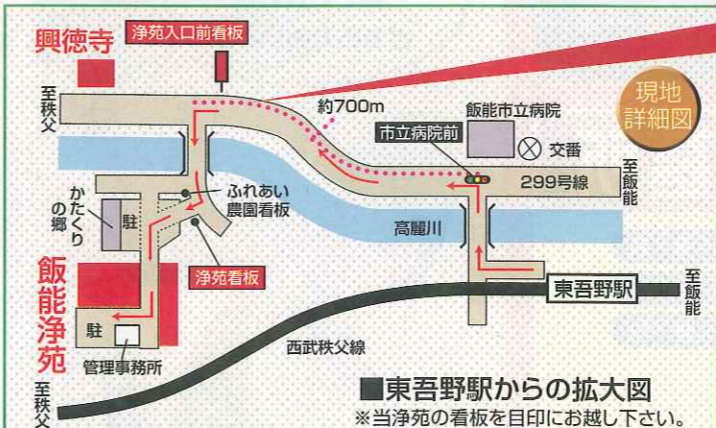 興徳寺
浄苑入口前看板
至秩父
約700m
飯能市立病院
現地
詳細図
市立病院前
交番
299号線
至飯能
ふれあい
農園看板
かたくり
の郷
駐
高麗川
浄苑看板
飯能浄苑
駐
管理事務所
東吾野駅
至飯能
西武秩父線
至秩父
■東吾野駅からの拡大図
※当浄苑の看板を目印にお越し下さい。